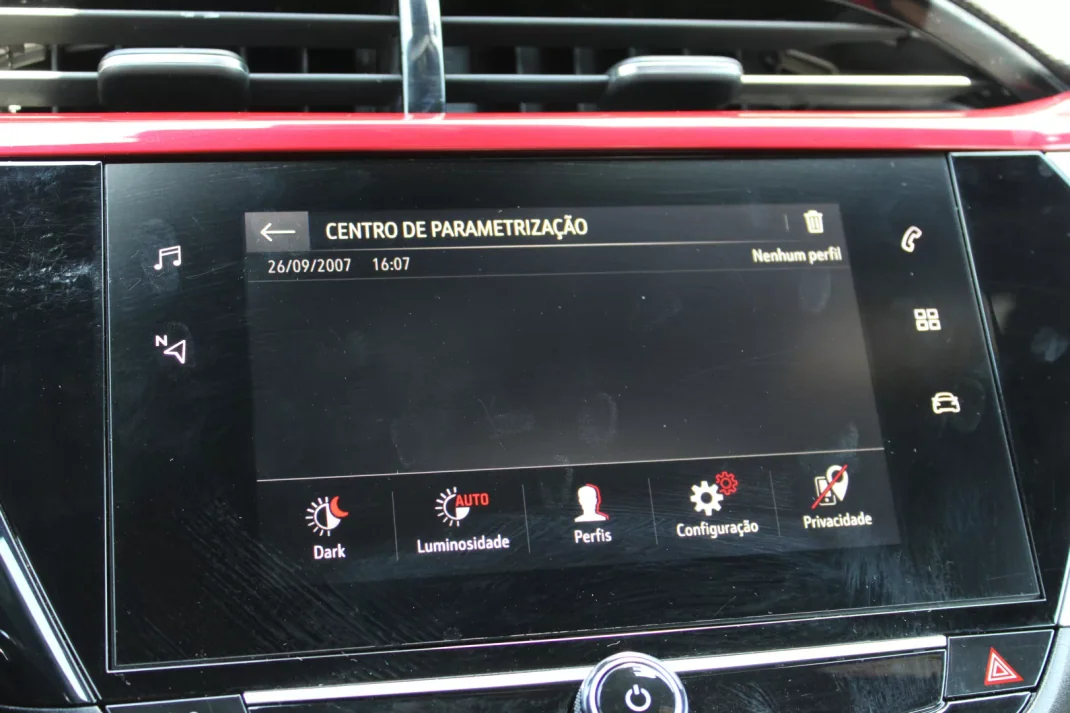 CENTRO DE PARAMETRIZAÇÃO
26/09/2007 16:07 Nenhum perfil
N
AUTO
Dark Luminosidade Perfis Configuração Privacidade